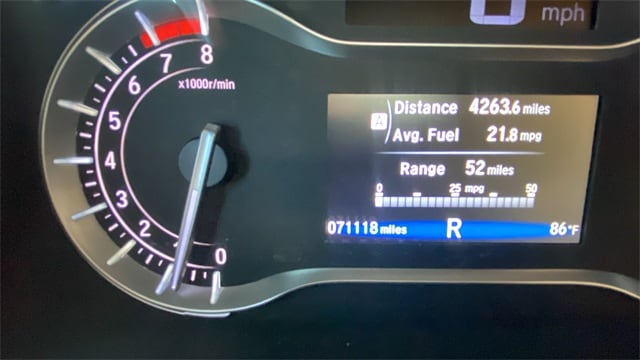 0 mph
8
7
6
5
4
3
2
0
x1000r/min
A Distance 4263.6 miles
Avg. Fuel 21.8 mpg
Range 52 miles
0 25 mpg 50
071118 miles R 86°F